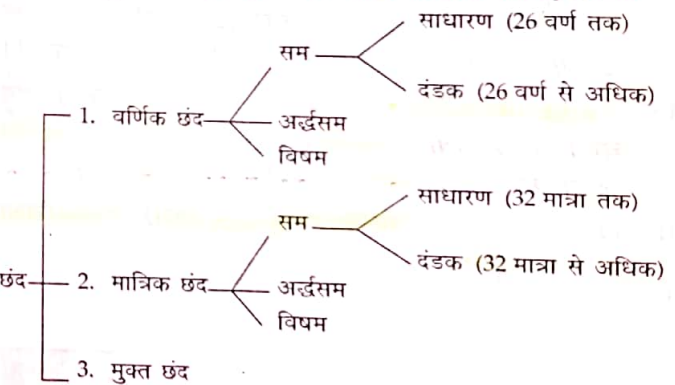 साधारण (26 वर्ण तक)
सम
दंडक (26 वर्ण से अधिक)
1. वर्णिक छंद
अर्द्धसम
विषम
साधारण (32 मात्रा तक)
सम
दंडक (32 मात्रा से अधिक)
छंद
2. मात्रिक छंद
अर्द्धसम
विषम
3. मुक्त छंद